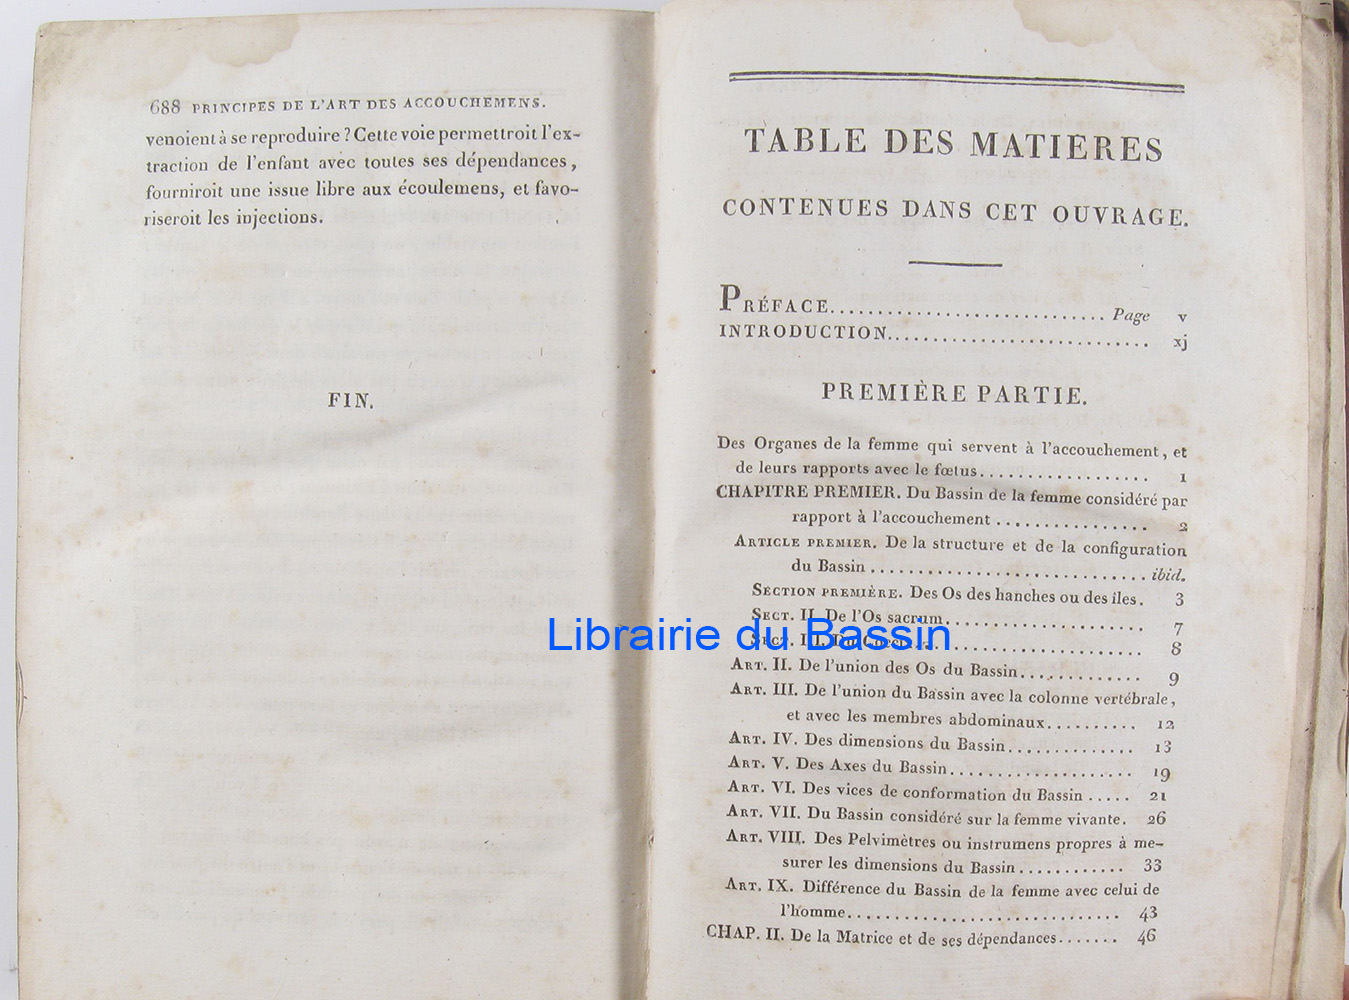 688 PRINCIPES DE L'ART DES ACCOUCHEMENS.
venoient à se reproduire ? Cette voie permettroit l'ex-
traction de l'enfant avec toutes ses dépendances,
fourniroit une issue libre aux écoulemens, et favo-
riseroit les injections.
FIN.
TABLE DES MATIÈRES
CONTENUES DANS CET OUVRAGE.
PRÉFACE............................ Page v
INTRODUCTION............................ xj
PREMIÈRE PARTIE.
Des Organes de la femme qui servent à l'accouchement, et
de leurs rapports avec le fœtus.................. 1
CHAPITRE PREMIER. Du Bassin de la femme considéré par
rapport à l'accouchement ................ 2
ARTICLE PREMIER. De la structure et de la configuration
du Bassin ............................. ibid.
SECTION PREMIÈRE. Des Os des hanches ou des îles. 3
SECT. II. De l'Os sacrum...................... 7
SECT. III. Du Coccix......................... 8
Librairie du Bassin
ART. II. De l'union des Os du Bassin............. 9
ART. III. De l'union du Bassin avec la colonne vertébrale,
et avec les membres abdominaux.......... 12
ART. IV. Des dimensions du Bassin.............. 13
ART. V. Des Axes du Bassin.................... 19
ART. VI. Des vices de conformation du Bassin ..... 21
ART. VII. Du Bassin considéré sur la femme vivante. 26
ART. VIII. Des Pelvimètres ou instrumens propres à me-
surer les dimensions du Bassin............ 33
ART. IX. Différence du Bassin de la femme avec celui de
l'homme............................. 43
CHAP. II. De la Matrice et de ses dépendances....... 46